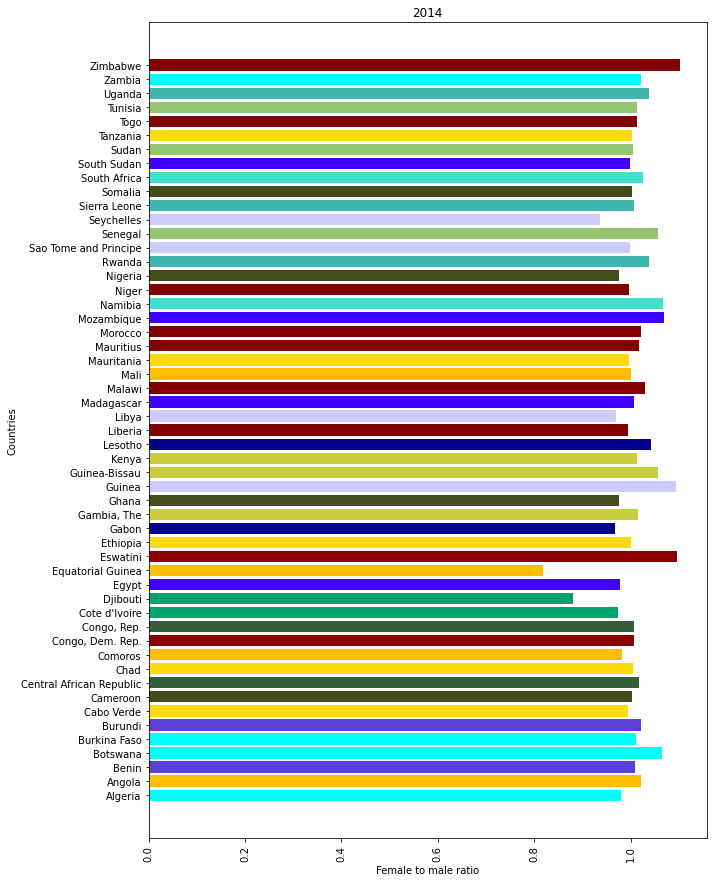 2014
Zimbabwe
Zambia
Uganda
Tunisia
Togo
Tanzania
Sudan
South Sudan
South Africa
Somalia
Sierra Leone
Seychelles
Senegal
Sao Tome and Principe
Rwanda
Nigeria
Niger
Namibia
Mozambique
Morocco
Mauritius
Mauritania
Mali
Malawi
Madagascar
Libya
Liberia
Lesotho
Kenya
Guinea-Bissau
Guinea
Ghana
Gambia, The
Gabon
Ethiopia
Eswatini
Equatorial Guinea
Egypt
Djibouti
Cote d'Ivoire
Congo, Rep.
Congo, Dem. Rep.
Comoros
Chad
Central African Republic
Cameroon
Cabo Verde
Burundi
Burkina Faso
Botswana
Benin
Angola
Algeria
Countries
0.0
0.2
0.4
0.6
0.8
1.0
Female to male ratio